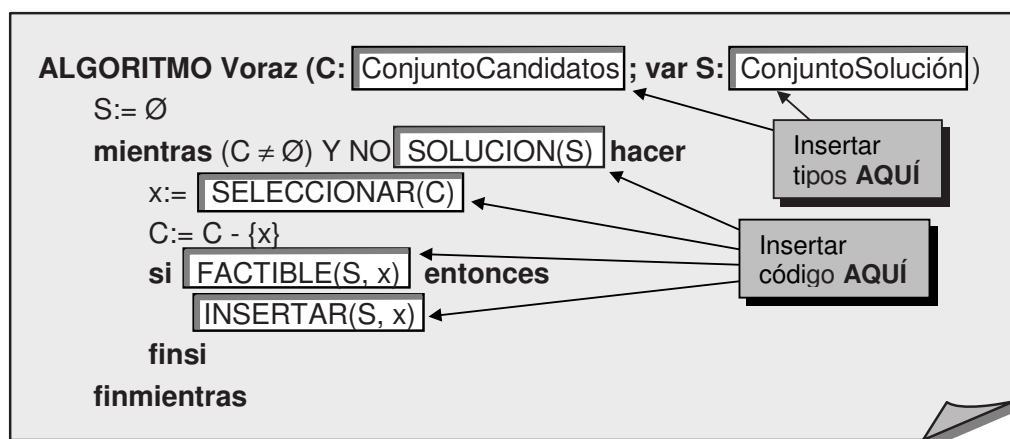 ALGORITMO Voraz (C: ConjuntoCandidatos ; var S: ConjuntoSolución )
S:= Ø
mientras (C ≠ Ø) Y NO SOLUCION(S) hacer
x:= SELECCIONAR(C)
C:= C - {x}
si FACTIBLE(S, x) entonces
INSERTAR(S, x)
finsi
finmientras
Insertar
tipos AQUÍ
Insertar
código AQUÍ